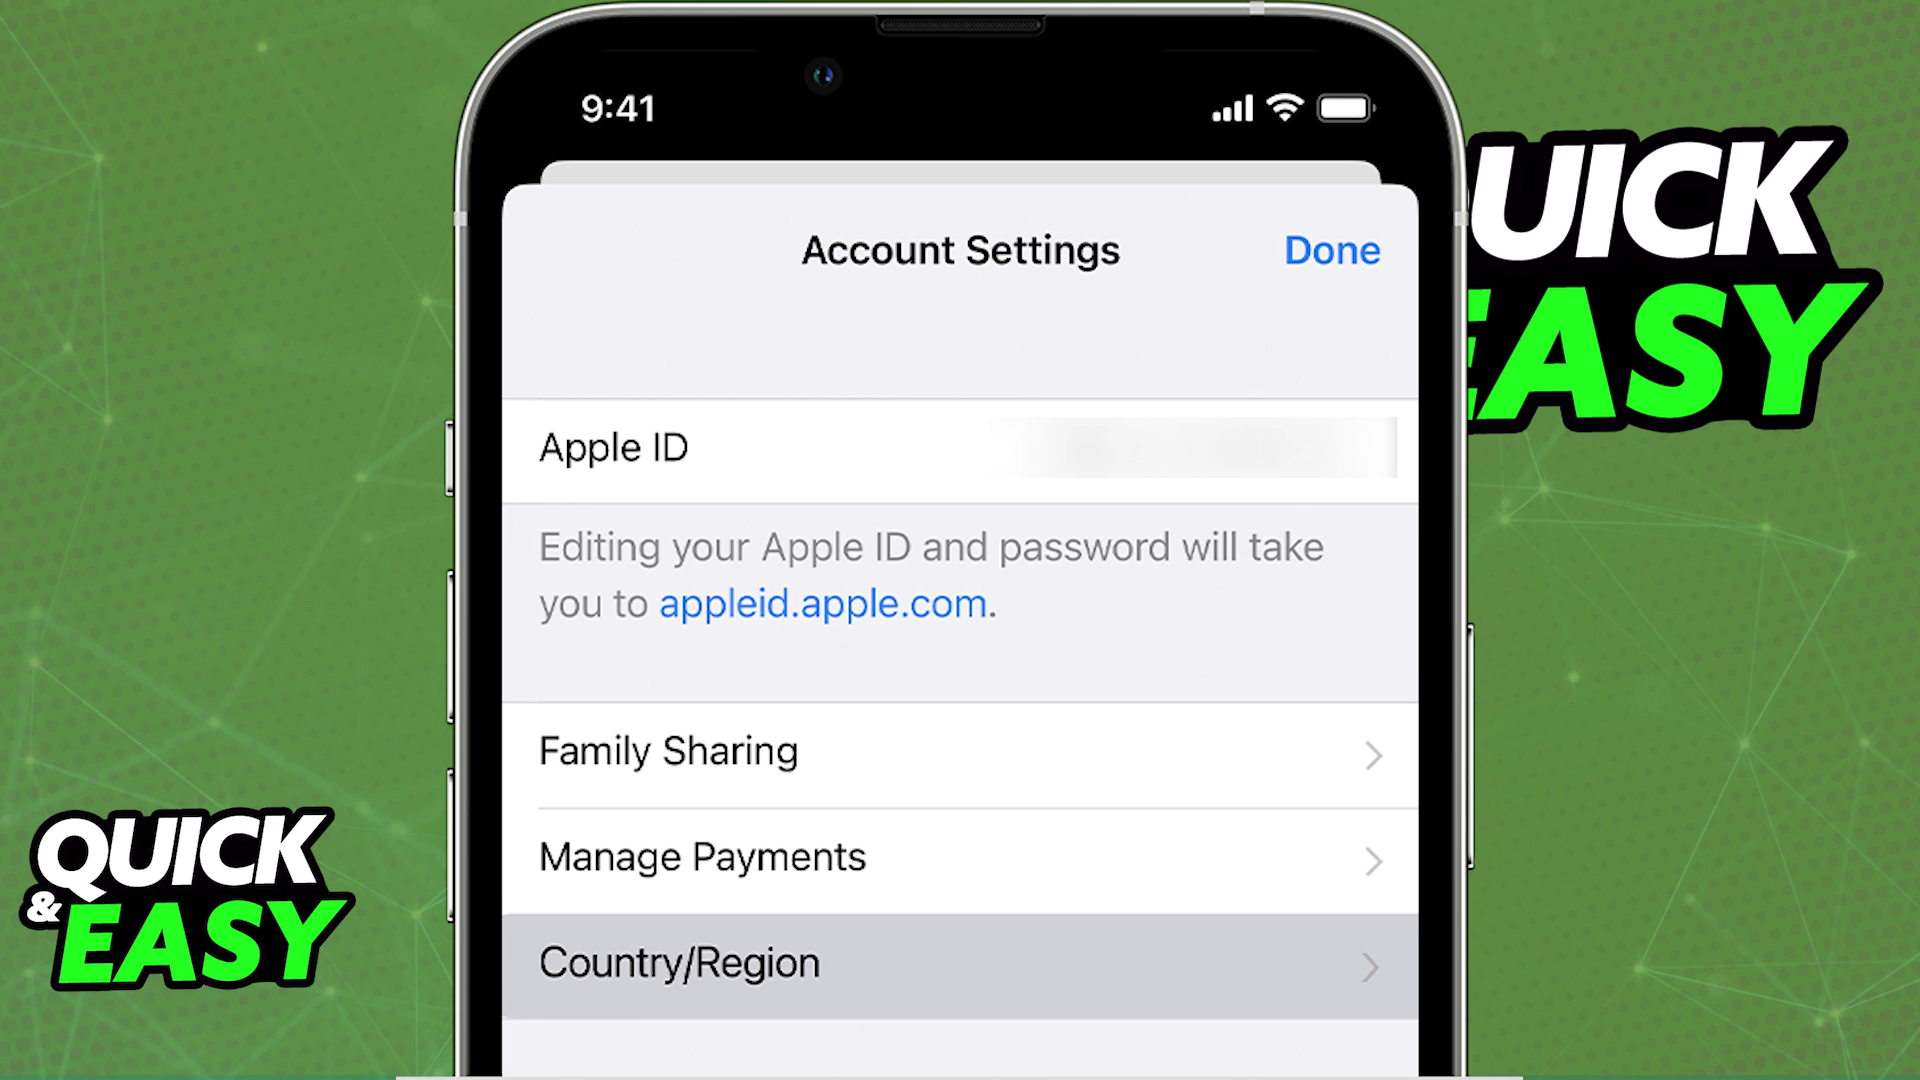 9:41
Account Settings
Done
Apple ID
Editing your Apple ID and password will take
you to appleid.apple.com.
Family Sharing
Manage Payments
Country/Region
UICK
EASY
QUICK
& EASY